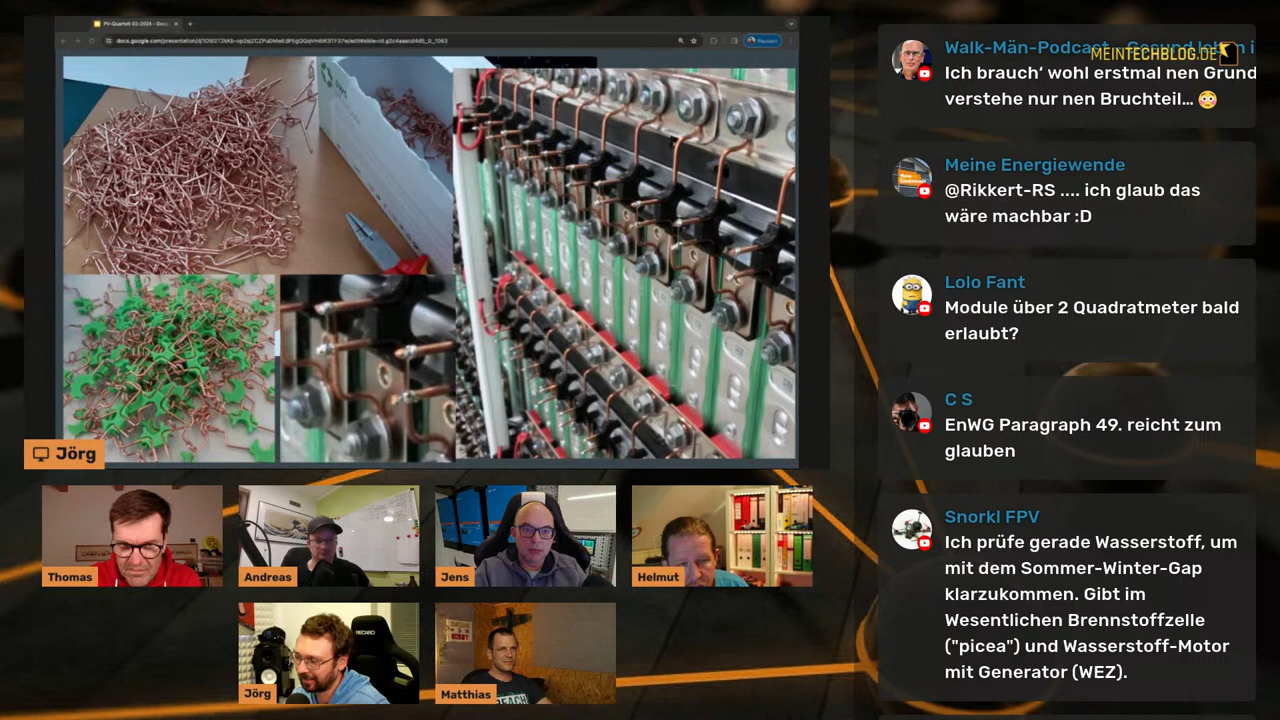 PV-Quartett 02-2024 - Goo
Pausiert
Jörg
Thomas
Andreas
Jens
Helmut
RECARO
Jörg
Matthias
MEINTECHBLOG.DE
Walk-Män-Podcast
Ich brauch‘ wohl erstmal nen Grund
verstehe nur nen Bruchteil… 😳
Meine Energiewende
@Rikkert-RS .... ich glaub das
wäre machbar :D
Lolo Fant
Module über 2 Quadratmeter bald
erlaubt?
C S
EnWG Paragraph 49. reicht zum
glauben
Snorkl FPV
Ich prüfe gerade Wasserstoff, um
mit dem Sommer-Winter-Gap
klarzukommen. Gibt im
Wesentlichen Brennstoffzelle
("picea") und Wasserstoff-Motor
mit Generator (WEZ).